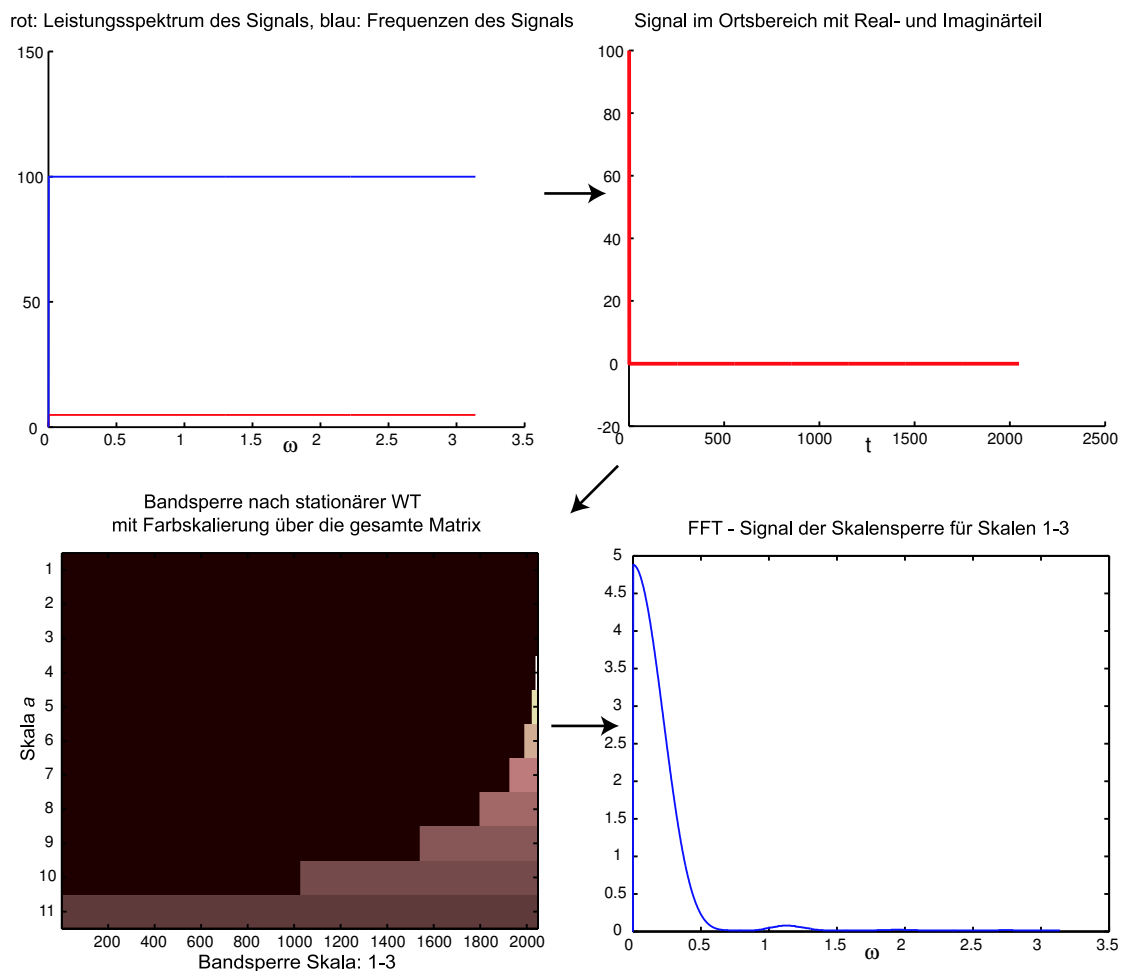 rot: Leistungsspektrum des Signals, blau: Frequenzen des Signals
150
100
50
0
0 0.5 1 1.5 2 2.5 3 3.5
ω
Signal im Ortsbereich mit Real- und Imaginärteil
100
80
60
40
20
0
-20
0 500 1000 1500 2000 2500
t
Bandsperre nach stationärer WT
mit Farbskalierung über die gesamte Matrix
Skala a
1
2
3
4
5
6
7
8
9
10
11
200 400 600 800 1000 1200 1400 1600 1800 2000
Bandsperre Skala: 1-3
FFT - Signal der Skalensperre für Skalen 1-3
5
4.5
4
3.5
3
2.5
2
1.5
1
0.5
0
0 0.5 1 1.5 2 2.5 3 3.5
ω